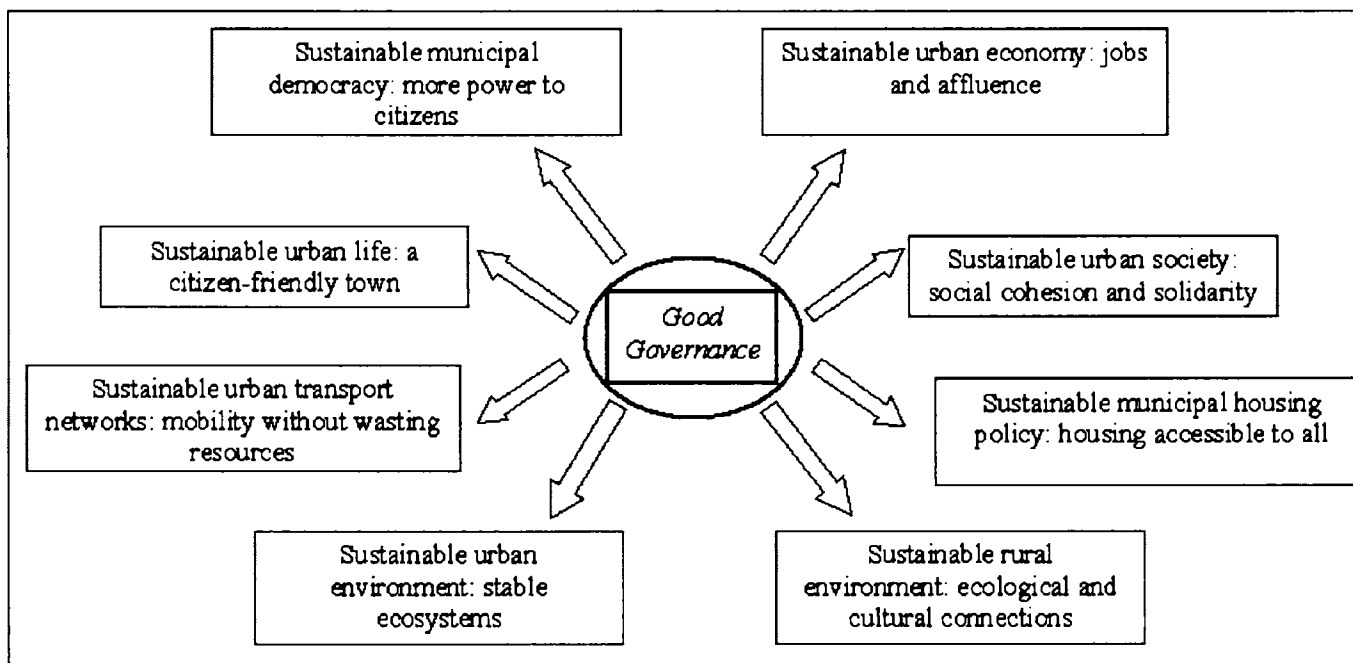 Sustainable municipal
democracy: more power to
citizens
Sustainable urban economy: jobs
and affluence
Sustainable urban life: a
citizen-friendly town
Sustainable urban society:
social cohesion and solidarity
Good
Governance
Sustainable urban transport
networks: mobility without wasting
resources
Sustainable municipal housing
policy: housing accessible to all
Sustainable urban
environment: stable
ecosystems
Sustainable rural
environment: ecological and
cultural connections